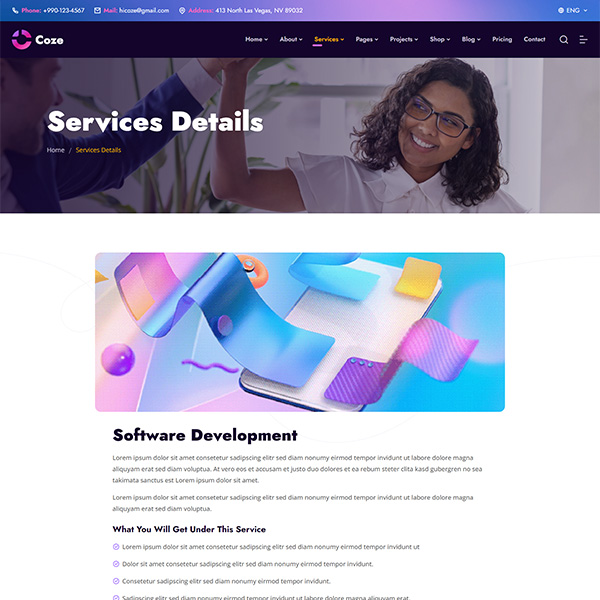 Phone: +990-123-4567 Mail: hicoze@gmail.com Address: 413 North Las Vegas, NV 89032 ENG
Coze Home About Services Pages Projects Shop Blog Pricing Contact
Services Details
Home / Services Details
Software Development
Lorem ipsum dolor sit amet consetetur sadipscing elitr sed diam nonumy eirmod tempor invidunt ut labore dolore magna
aliquyam erat sed diam voluptua. At vero eos et accusam et justo duo dolores et ea rebum steter clita kasd gubergren no sea
takimata sanctus est Lorem ipsum dolor sit amet.
Lorem ipsum dolor sit amet consetetur sadipscing elitr sed diam nonumy eirmod tempor invidunt ut labore dolore magna
aliquyam erat sed diam voluptua.
What You Will Get Under This Service
Lorem ipsum dolor sit amet consetetur sadipscing elitr sed diam nonumy eirmod tempor invidunt ut
Dolor sit amet consetetur sadipscing elitr sed diam nonumy eirmod tempor.
Consetetur sadipscing elitr sed diam nonumy eirmod tempor invidunt.
Sadipscing elitr sed diam nonumy eirmod tempor invidunt ut labore dolore magna aliquyam erat.